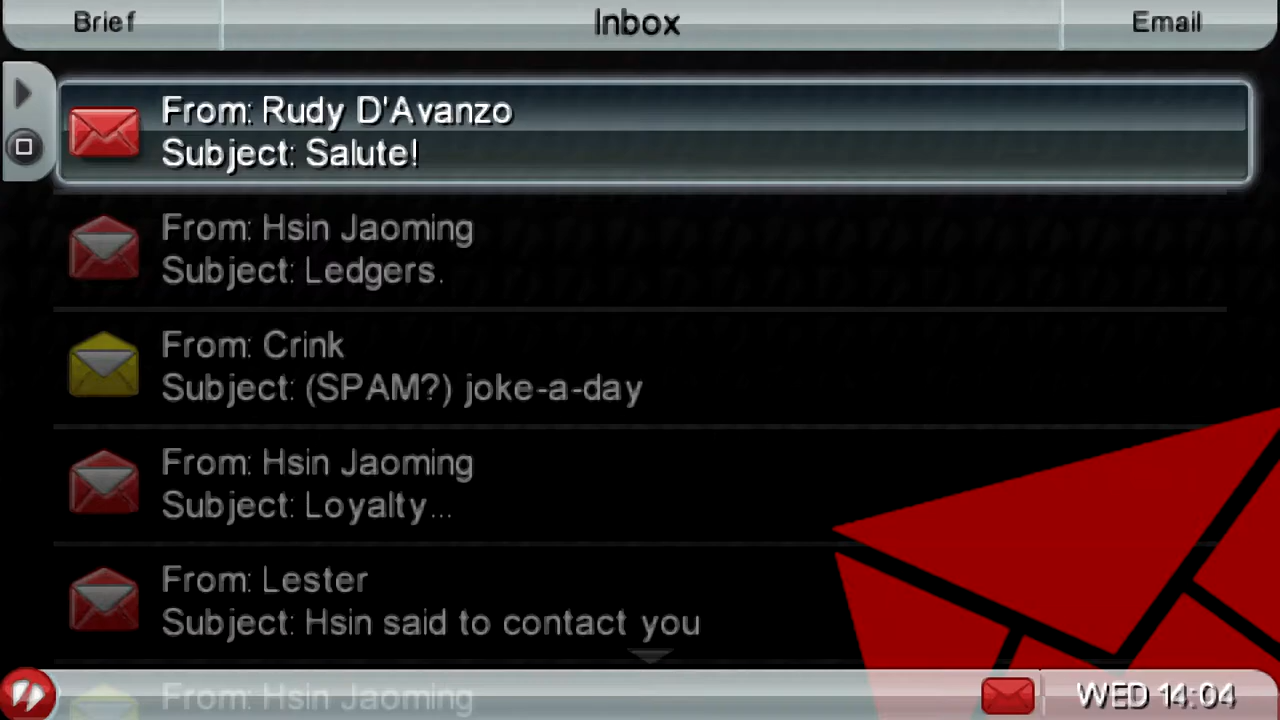 Brief
Inbox
Email
From: Rudy D'Avanzo
Subject: Salute!
From: Hsin Jaoming
Subject: Ledgers.
From: Crink
Subject: (SPAM?) joke-a-day
From: Hsin Jaoming
Subject: Loyalty...
From: Lester
Subject: Hsin said to contact you
From: Hsin Jaoming
WED 14:04